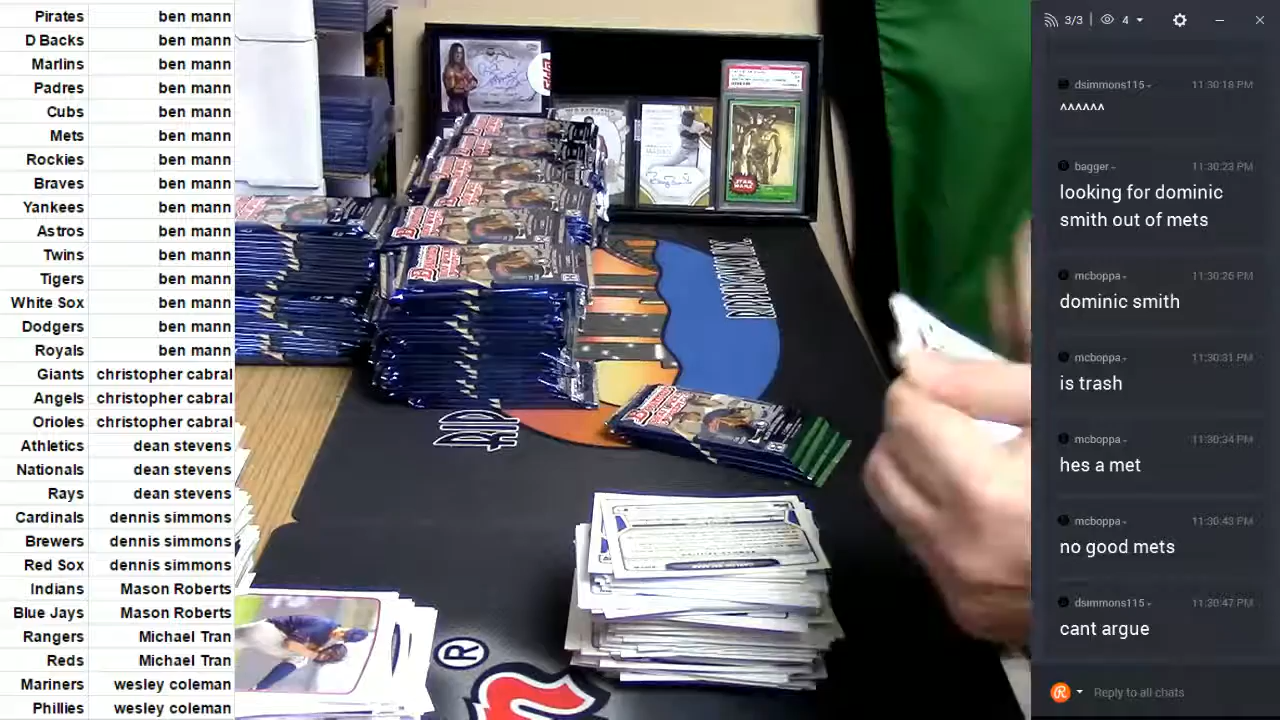 Pirates ben mann
D Backs ben mann
Marlins ben mann
Padres ben mann
Cubs ben mann
Mets ben mann
Rockies ben mann
Braves ben mann
Yankees ben mann
Astros ben mann
Twins ben mann
Tigers ben mann
White Sox ben mann
Dodgers ben mann
Royals ben mann
Giants christopher cabral
Angels christopher cabral
Orioles christopher cabral
Athletics dean stevens
Nationals dean stevens
Rays dean stevens
Cardinals dennis simmons
Brewers dennis simmons
Red Sox dennis simmons
Indians Mason Roberts
Blue Jays Mason Roberts
Rangers Michael Tran
Reds Michael Tran
Mariners wesley coleman
Phillies wesley coleman
STAR
WARS
RIP
®
3/3 4
dsimmons115 11:30:18 PM
^^^^^^
bagger 11:30:23 PM
looking for dominic
smith out of mets
mcboppa 11:30:26 PM
dominic smith
mcboppa 11:30:31 PM
is trash
mcboppa 11:30:34 PM
hes a met
mcboppa 11:30:43 PM
no good mets
dsimmons115 11:30:47 PM
cant argue
Reply to all chats